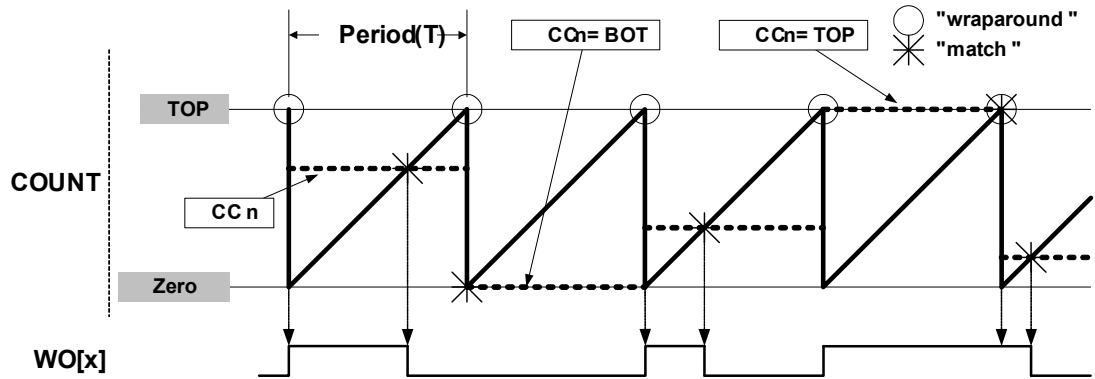 Period(T)
CCn= BOT
CCn= TOP
"wraparound "
"match "
TOP
COUNT
CC n
Zero
WO[x]